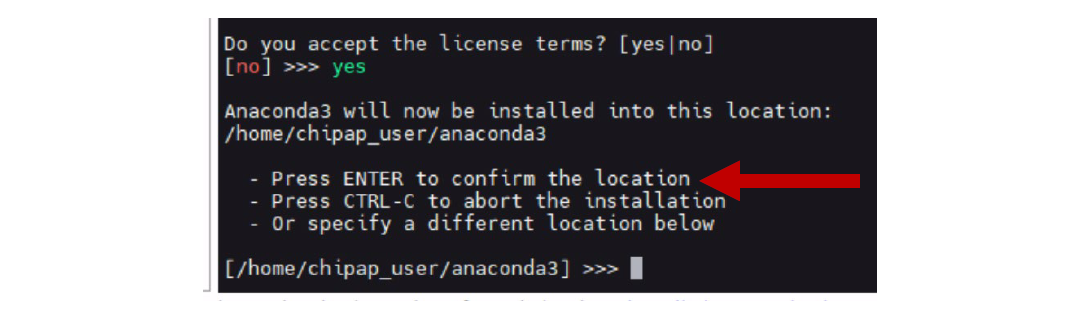 Do you accept the license terms? [yes|no]
[no] >>> yes
Anaconda3 will now be installed into this location:
/home/chipap_user/anaconda3
- Press ENTER to confirm the location
- Press CTRL-C to abort the installation
- Or specify a different location below
[/home/chipap_user/anaconda3] >>>